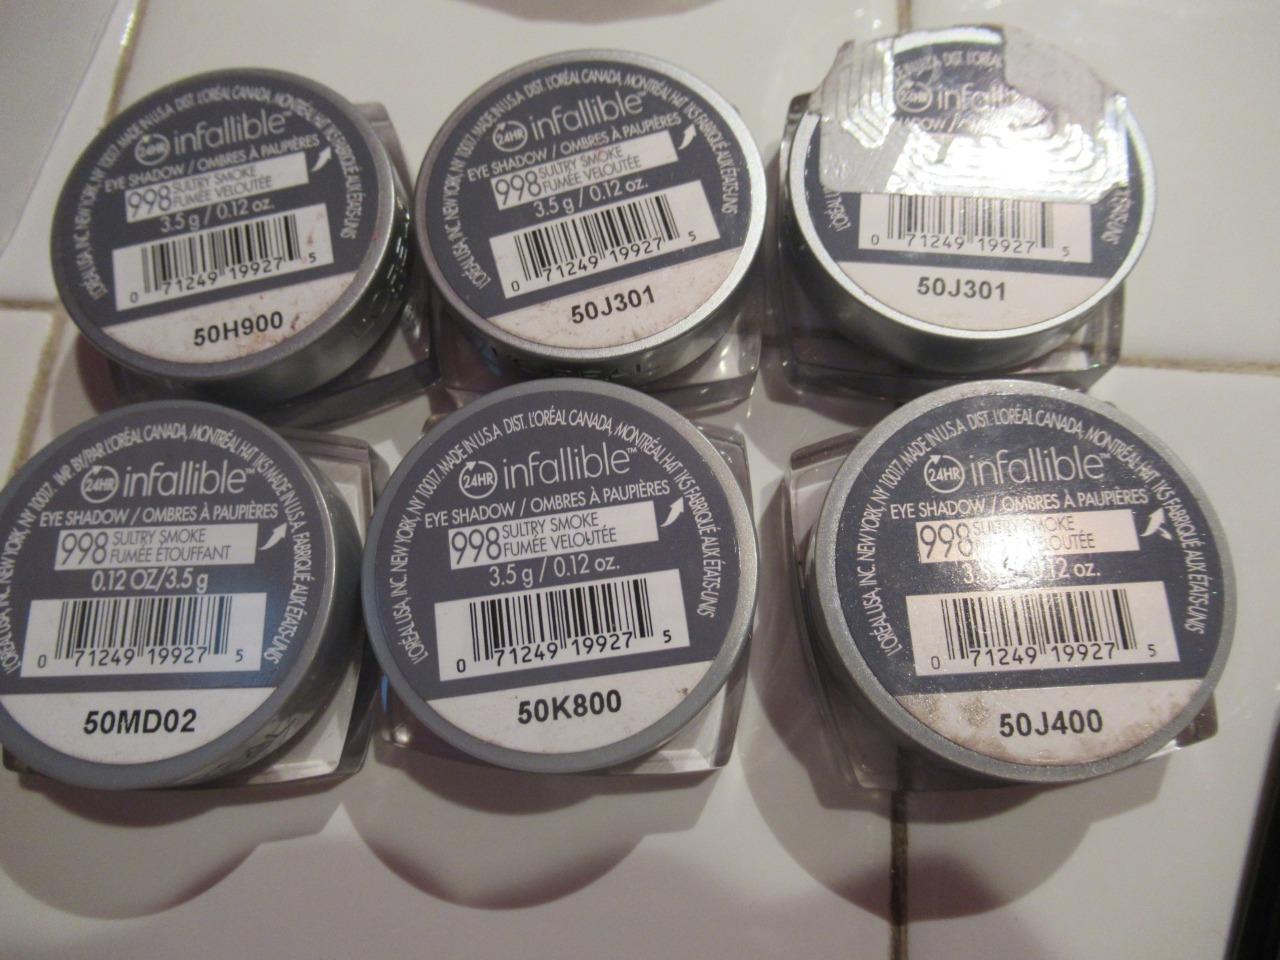 L'ORÉAL USA, INC. NEW YORK, NY 10017. MADE IN U.S.A DIST. L'ORÉAL CANADA, MONTRÉAL H4T 1K5 FABRIQUÉ AUX ÉTATS-UNIS
24HR infallible™
EYE SHADOW / OMBRES À PAUPIÈRES
998 SULTRY SMOKE
FUMÉE VELOUTÉE
3.5 g / 0.12 oz.
0 71249 19927 5
50H900
L'ORÉAL USA, INC. NEW YORK, NY 10017. MADE IN U.S.A DIST. L'ORÉAL CANADA, MONTRÉAL H4T 1K5 FABRIQUÉ AUX ÉTATS-UNIS
24HR infallible™
EYE SHADOW / OMBRES À PAUPIÈRES
998 SULTRY SMOKE
FUMÉE VELOUTÉE
3.5 g / 0.12 oz.
0 71249 19927 5
50J301
DIST. L'ORÉAL
24HR
0 71249 19927 5
50J301
L'ORÉAL USA, INC. NEW YORK, NY 10017. IMP. BY/PAR L'ORÉAL CANADA, MONTRÉAL H4T 1K5 MADE IN U.S.A. FABRIQUÉ AUX ÉTATS-UNIS
24HR infallible™
EYE SHADOW / OMBRES À PAUPIÈRES
998 SULTRY SMOKE
FUMÉE ÉTOUFFANT
0.12 OZ/3.5 g
0 71249 19927 5
50MD02
L'ORÉAL USA, INC. NEW YORK, NY 10017. MADE IN U.S.A DIST. L'ORÉAL CANADA, MONTRÉAL H4T 1K5 FABRIQUÉ AUX ÉTATS-UNIS
24HR infallible™
EYE SHADOW / OMBRES À PAUPIÈRES
998 SULTRY SMOKE
FUMÉE VELOUTÉE
3.5 g / 0.12 oz.
0 71249 19927 5
50K800
L'ORÉAL USA, INC. NEW YORK, NY 10017. MADE IN U.S.A DIST. L'ORÉAL CANADA, MONTRÉAL H4T 1K5 FABRIQUÉ AUX ÉTATS-UNIS
24HR infallible™
EYE SHADOW / OMBRES À PAUPIÈRES
998 SULTRY SMOKE
oz.
0 71249 19927 5
50J400